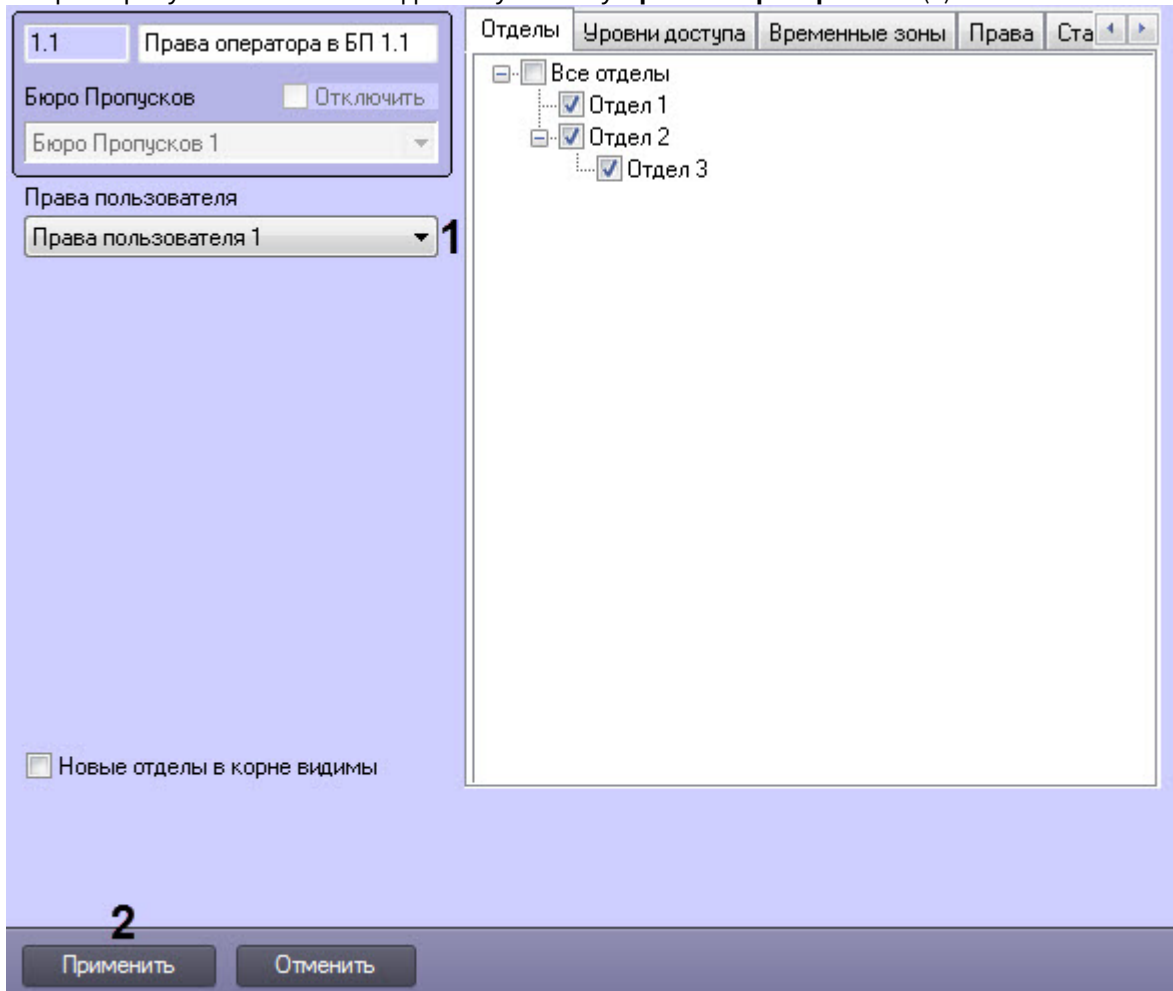 1.1
Права оператора в БП 1.1
Бюро Пропусков
Отключить
Бюро Пропусков 1
Права пользователя
Права пользователя 1
1
Новые отделы в корне видимы
Отделы Уровни доступа Временные зоны Права Ста
Все отделы
Отдел 1
Отдел 2
Отдел 3
2
Применить Отменить